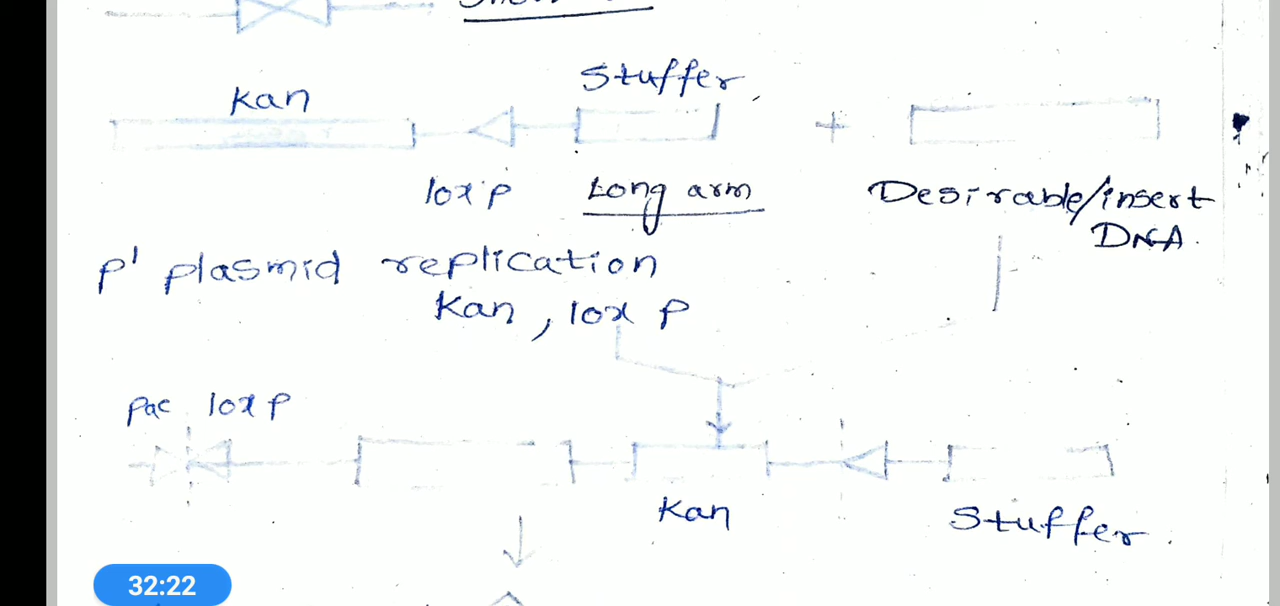 Stuffer
Kan
+
lox p
Long arm
Desirable/insert
DNA.
p' plasmid replication
Kan, lox p
pac lox p
Kan
Stuffer.
32:22